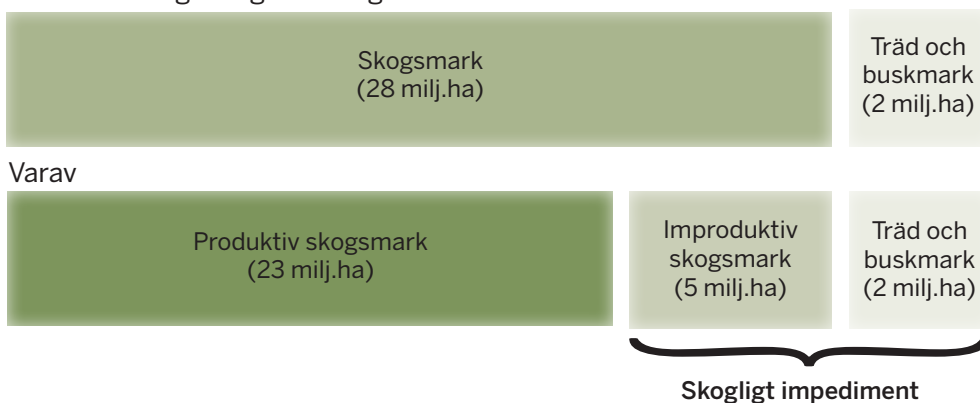 Skogsmark
(28 milj.ha)
Träd och
buskmark
(2 milj.ha)
Varav
Produktiv skogsmark
(23 milj.ha)
Improduktiv
skogsmark
(5 milj.ha)
Träd och
buskmark
(2 milj.ha)
Skogligt impediment